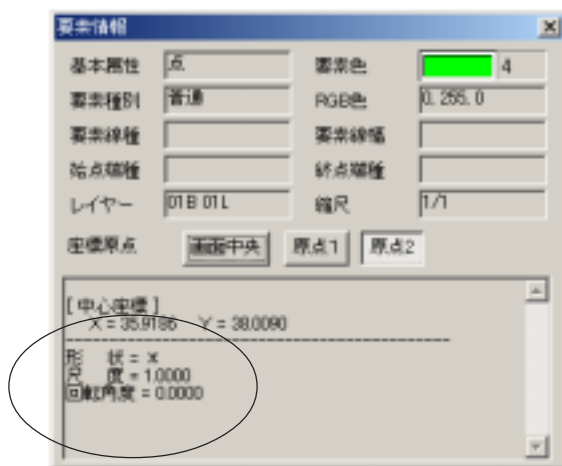 要素情報
基本属性 点 要素色 4
要素種別 普通 RGB色 0, 255, 0
要素線種 要素線幅
始点端種 終点端種
レイヤー 01B 01L 縮尺 1/1
座標原点 画面中央 原点1 原点2
[ 中心座標 ]
X = 35.9186 Y = 38.0090
--------------------------------------------------
形 状 = ×
尺 度 = 1.0000
回転角度 = 0.0000